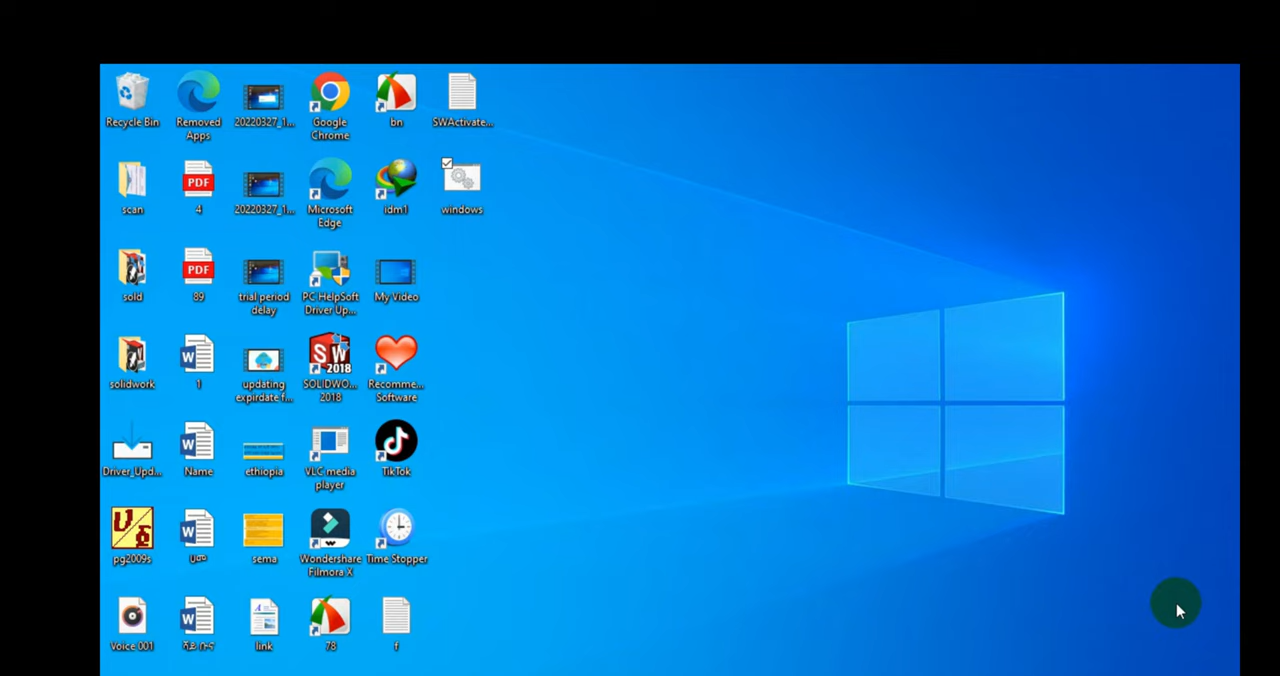 Recycle Bin
Removed
Apps
20220327_1...
Google
Chrome
bn
SWActivate...
scan
PDF
4
20220327_1...
Microsoft
Edge
idm1
windows
sold
PDF
89
trial period
delay
PC HelpSoft
Driver Up...
My Video
solidwork
W
1
updating
expirdate f...
SW
2018
SOLIDWO...
2018
Recomme...
Software
Driver_Upd...
W
Name
ethiopia
VLC media
player
TikTok
pg2009s
W
ሀሙ
sema
Wondershare
Filmora X
Time Stopper
Voice 001
W
link
78
f